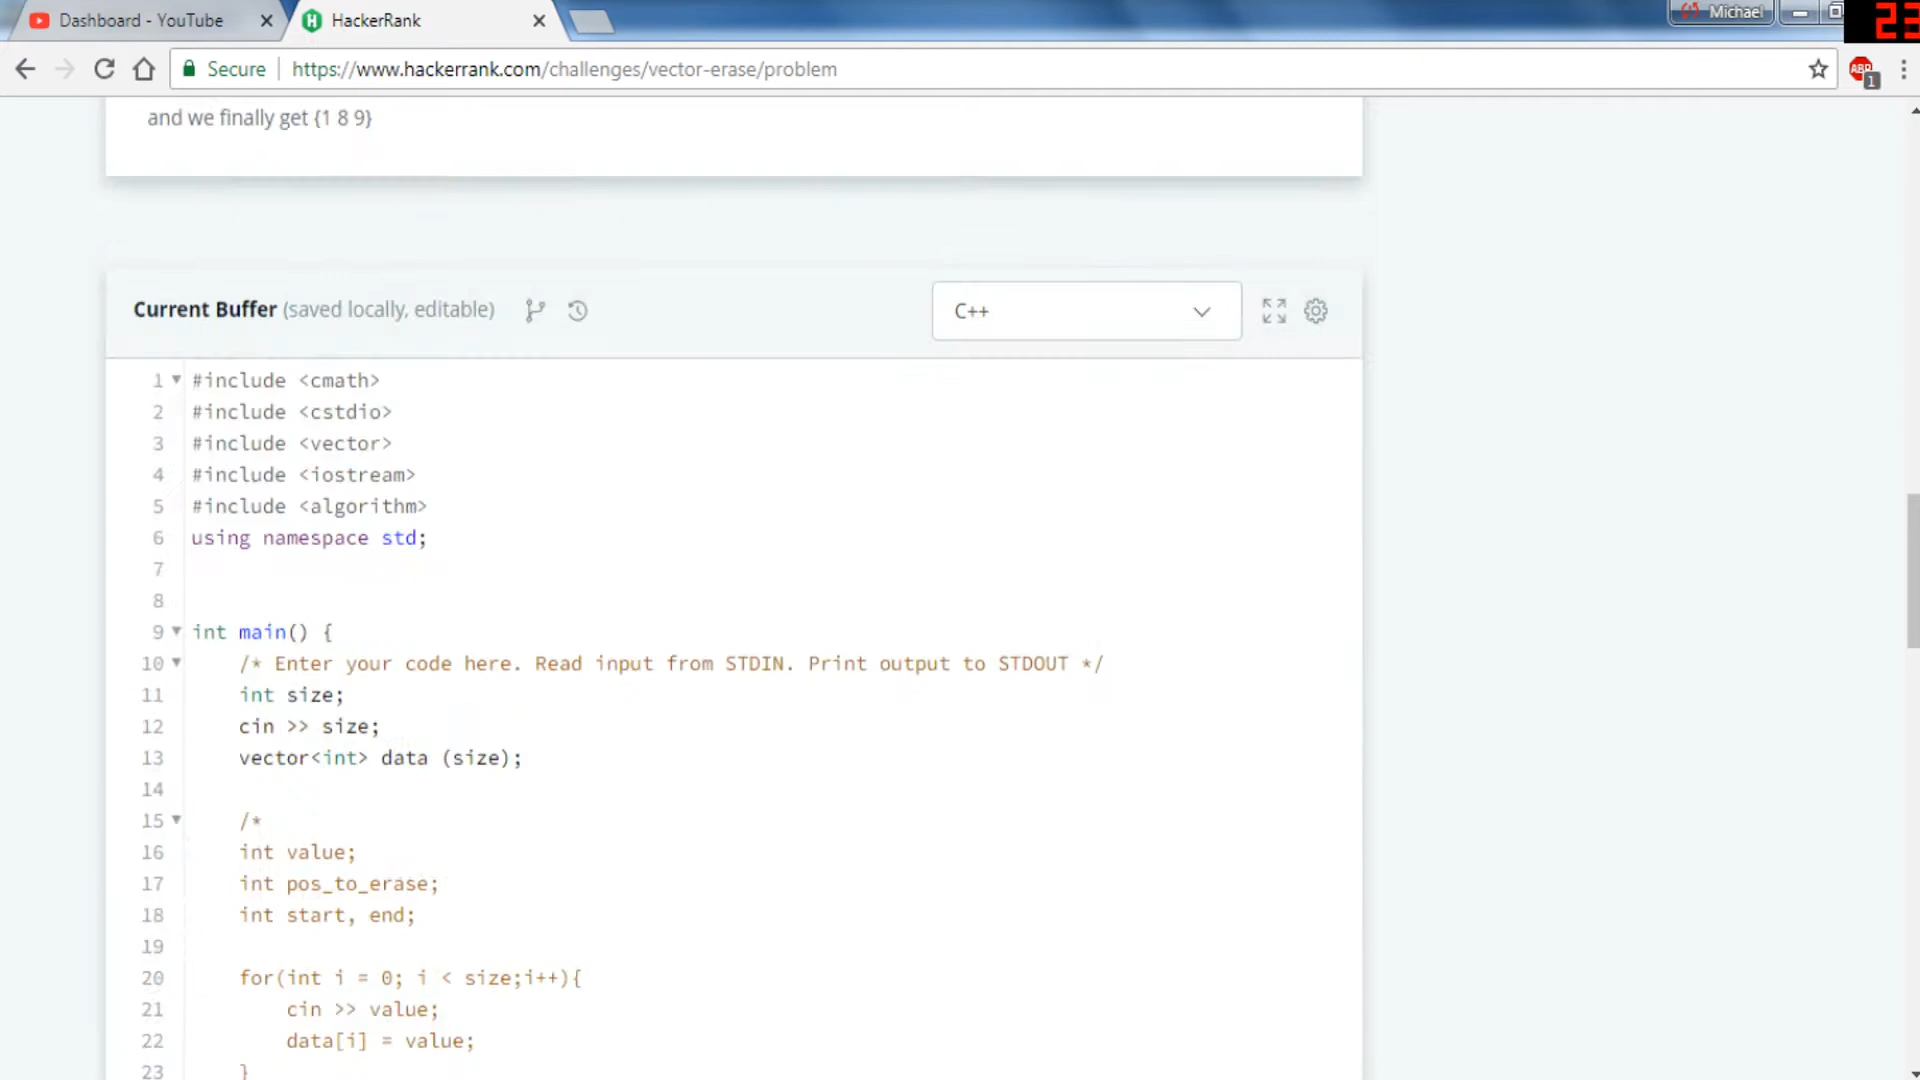 Dashboard - YouTube
HackerRank
Michael
23
Secure
https://www.hackerrank.com/challenges/vector-erase/problem
ABP
1
and we finally get {1 8 9}
Current Buffer (saved locally, editable)
C++
1 #include <cmath>
2 #include <cstdio>
3 #include <vector>
4 #include <iostream>
5 #include <algorithm>
6 using namespace std;
7
8
9 int main() {
10 /* Enter your code here. Read input from STDIN. Print output to STDOUT */
11 int size;
12 cin >> size;
13 vector<int> data (size);
14
15 /*
16 int value;
17 int pos_to_erase;
18 int start, end;
19
20 for(int i = 0; i < size;i++){
21 cin >> value;
22 data[i] = value;
23 }